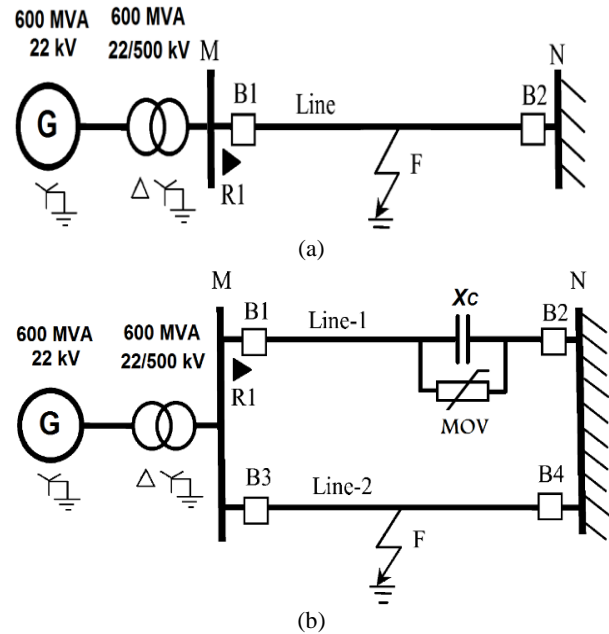 600 MVA
22 kV
600 MVA
22/500 kV
M
N
G
B1
Line
B2
F
R1
Δ
(a)
M
N
600 MVA
22 kV
600 MVA
22/500 kV
B1
Line-1
XC
B2
R1
MOV
G
Δ
B3
Line-2
B4
F
(b)